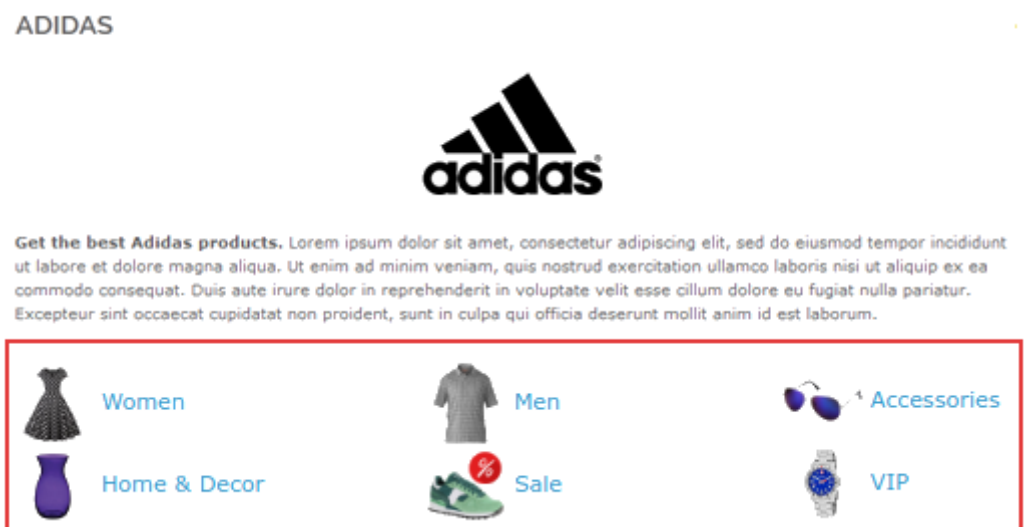 ADIDAS
adidas®
Get the best Adidas products. Lorem ipsum dolor sit amet, consectetur adipiscing elit, sed do eiusmod tempor incididunt
ut labore et dolore magna aliqua. Ut enim ad minim veniam, quis nostrud exercitation ullamco laboris nisi ut aliquip ex ea
commodo consequat. Duis aute irure dolor in reprehenderit in voluptate velit esse cillum dolore eu fugiat nulla pariatur.
Excepteur sint occaecat cupidatat non proident, sunt in culpa qui officia deserunt mollit anim id est laborum.
Women
Men
Accessories
Home & Decor
%
Sale
VIP